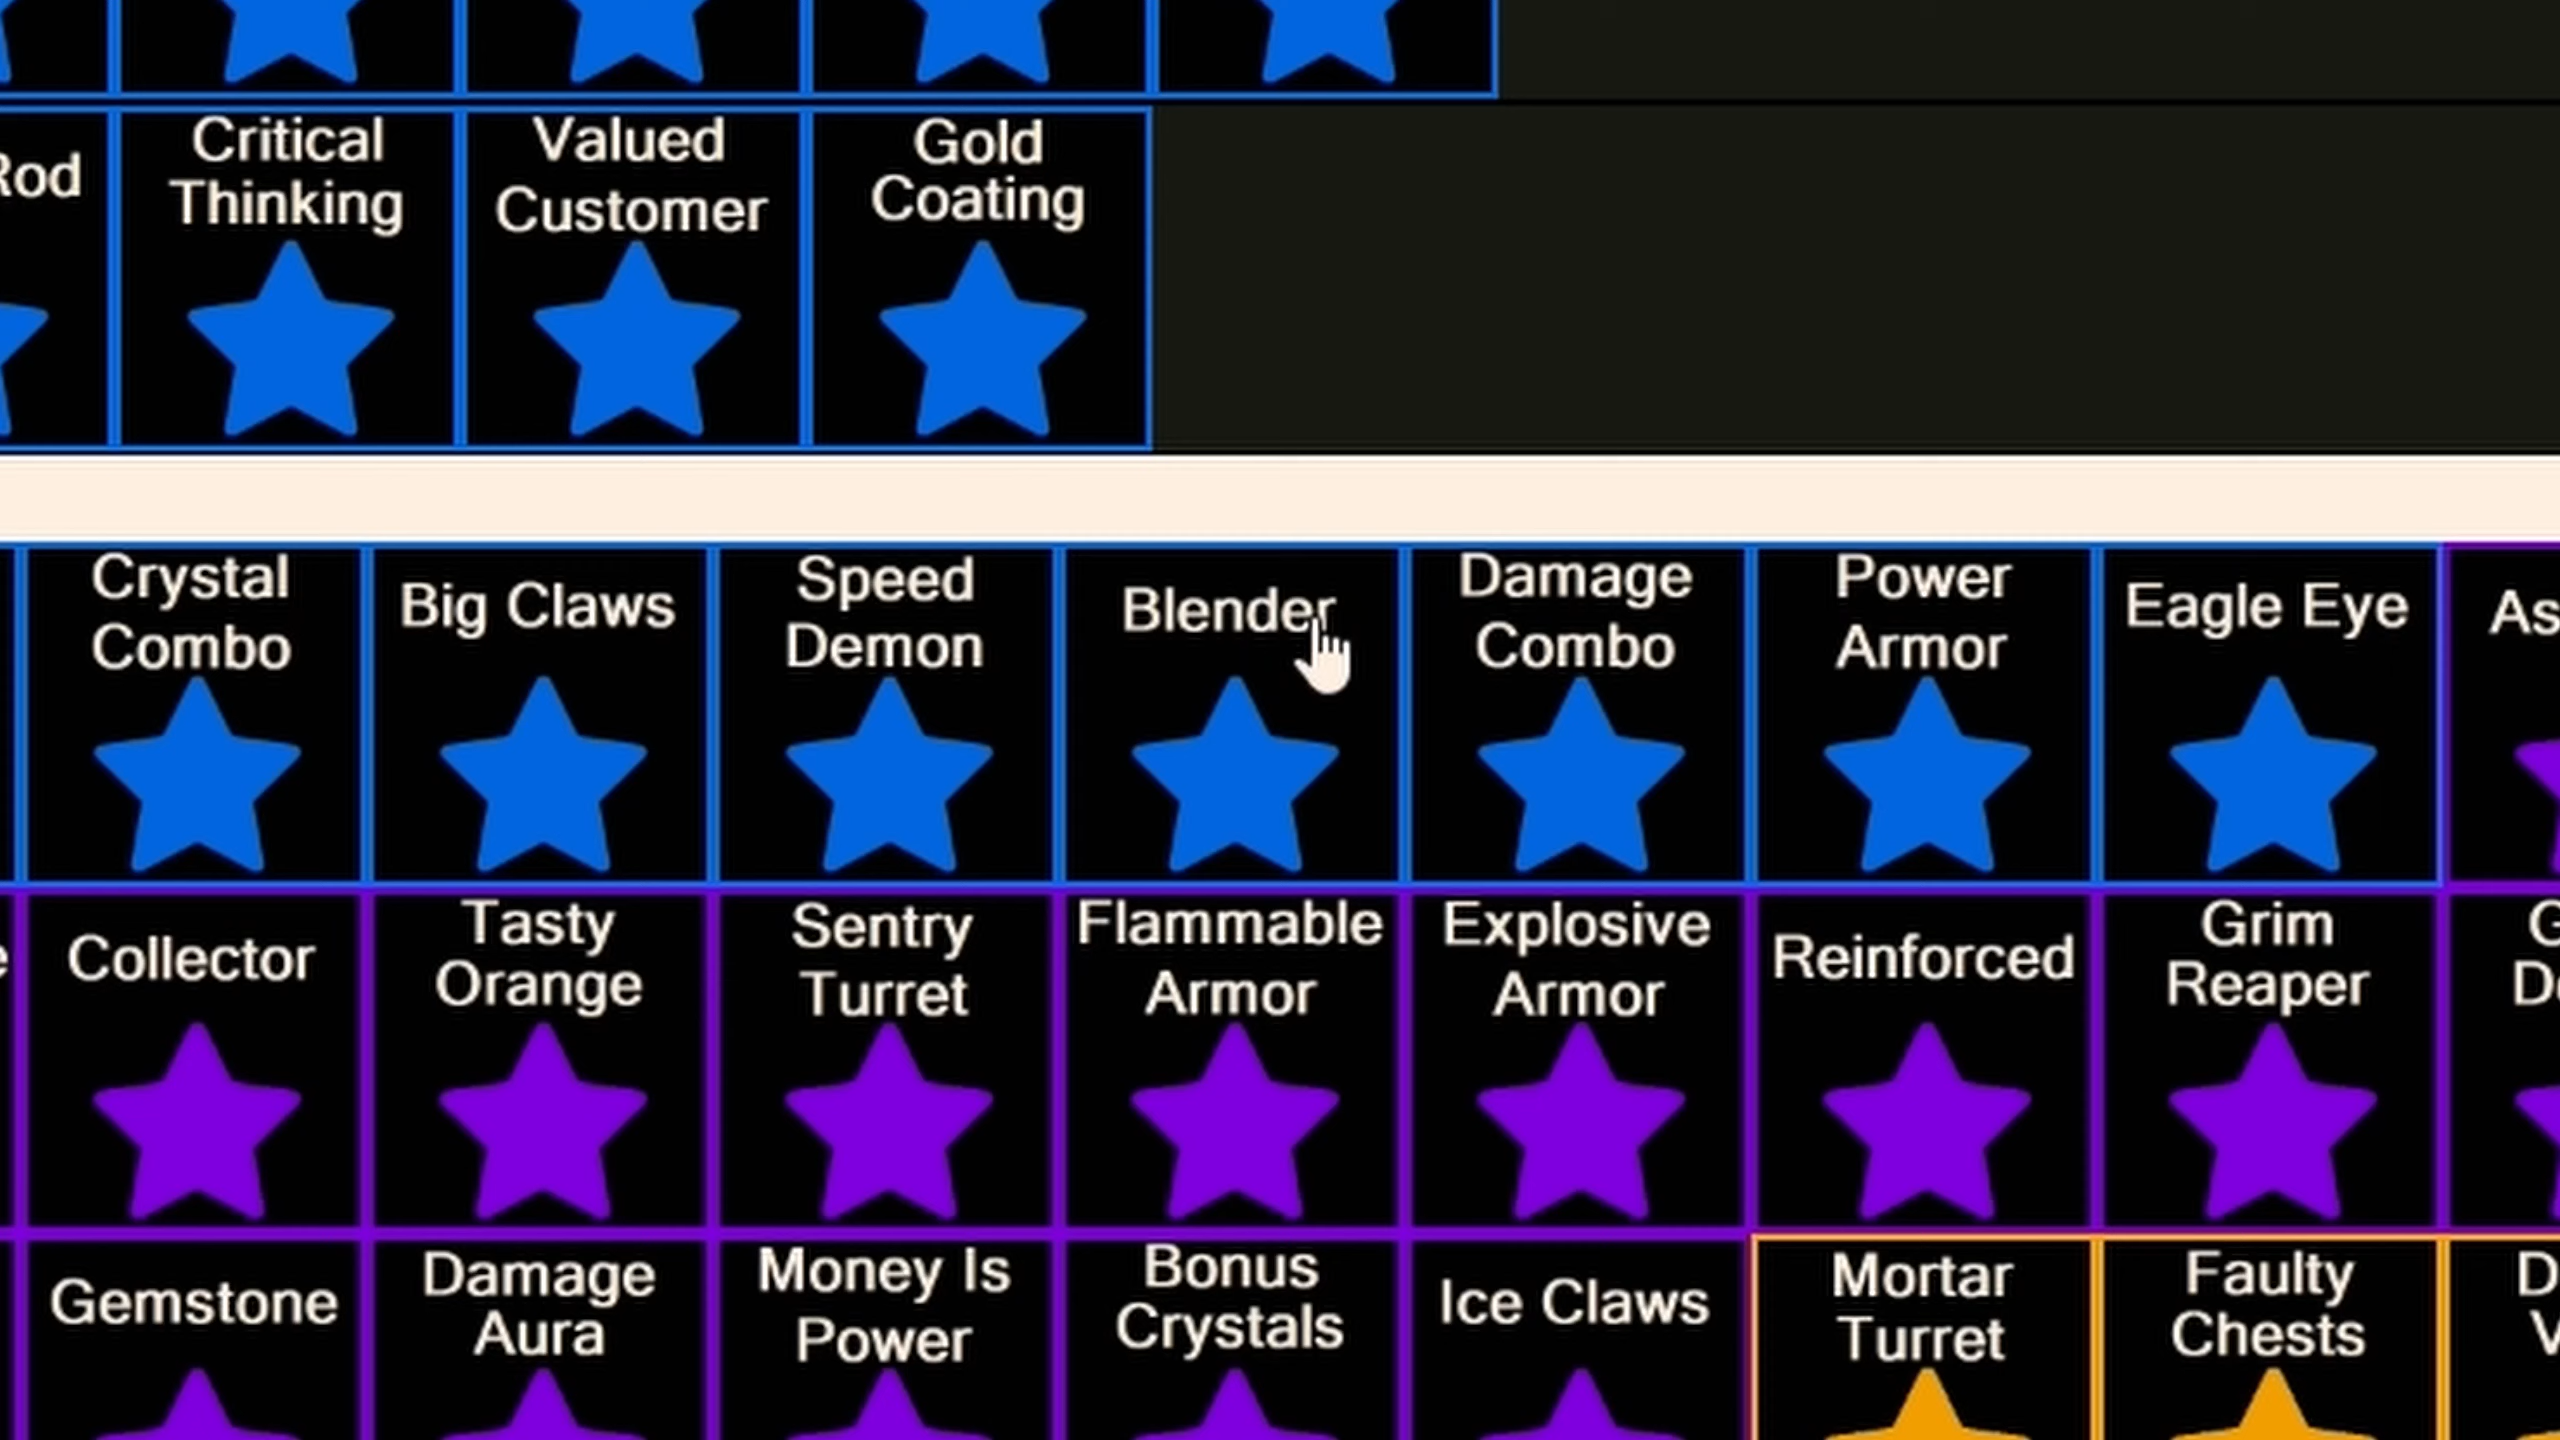 Rod
Critical
Thinking
Valued
Customer
Gold
Coating
Crystal
Combo
Big Claws
Speed
Demon
Blender
Damage
Combo
Power
Armor
Eagle Eye
Collector
Tasty
Orange
Sentry
Turret
Flammable
Armor
Explosive
Armor
Reinforced
Grim
Reaper
Gemstone
Damage
Aura
Money Is
Power
Bonus
Crystals
Ice Claws
Mortar
Turret
Faulty
Chests